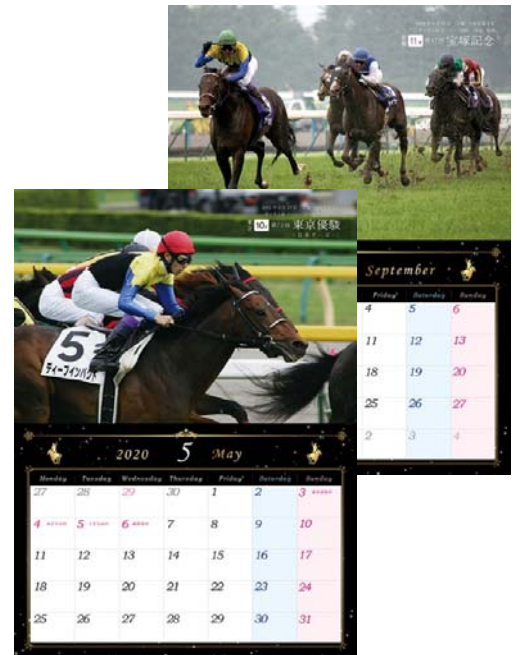 11 宝塚記念
September
Friday Saturday Sunday
4 5 6
11 12 13
18 19 20
25 26 27
2 3 4
10 東京優駿
5
ディープインパクト
2020 5 May
Monday Tuesday Wednesday Thursday Friday Saturday Sunday
27 28 29 30 1 2 3
4 5 6 7 8 9 10
11 12 13 14 15 16 17
18 19 20 21 22 23 24
25 26 27 28 29 30 31